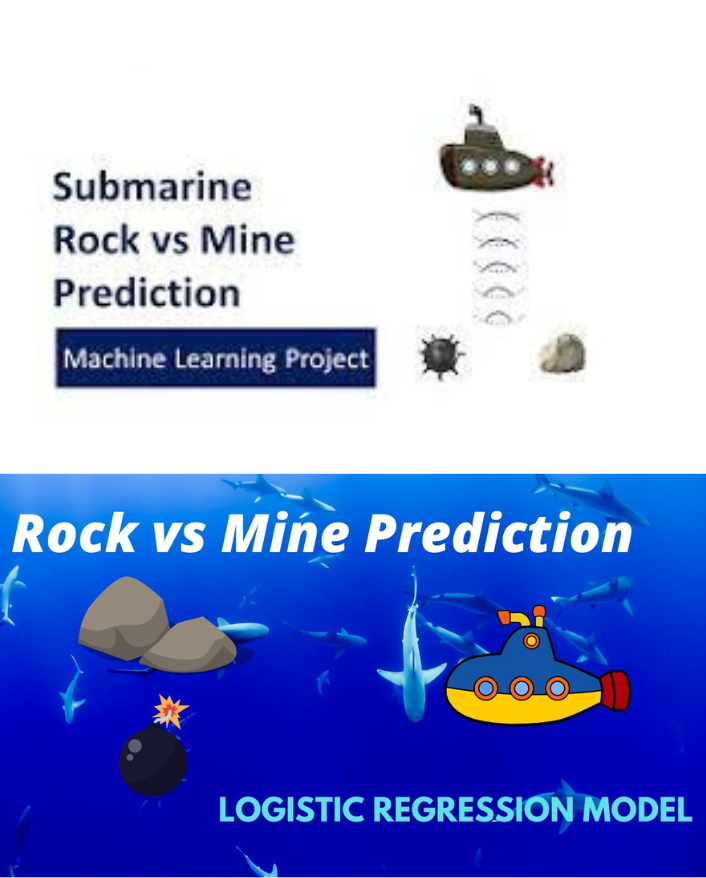 Submarine
Rock vs Mine
Prediction
Machine Learning Project
Rock vs Mine Prediction
LOGISTIC REGRESSION MODEL